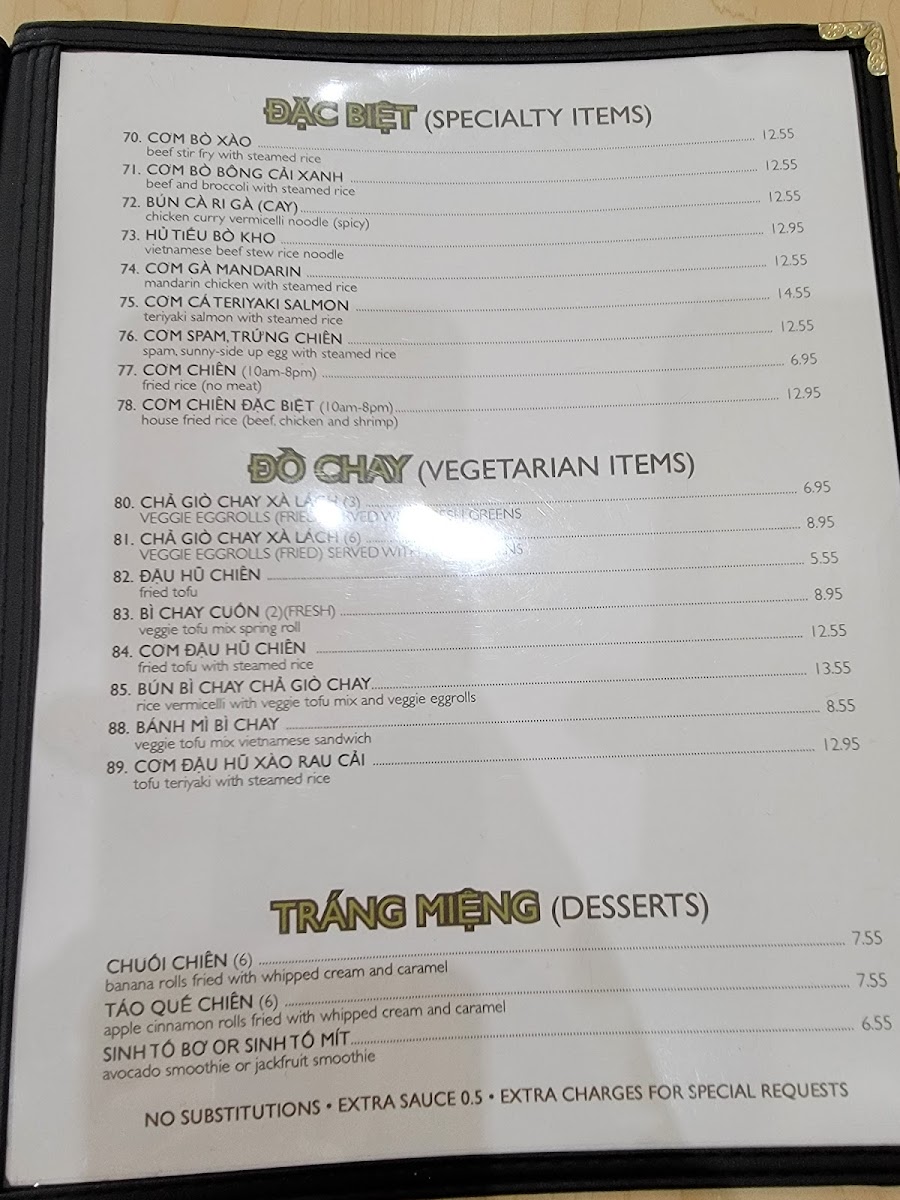 ĐẶC BIỆT (SPECIALTY ITEMS)
70. CƠM BÒ XÀO 12.55
beef stir fry with steamed rice
71. CƠM BÒ BÔNG CẢI XANH 12.55
beef and broccoli with steamed rice
72. BÚN CÀ RI GÀ (CAY) 12.55
chicken curry vermicelli noodle (spicy)
73. HỦ TIẾU BÒ KHO 12.95
vietnamese beef stew rice noodle
74. CƠM GÀ MANDARIN 12.55
mandarin chicken with steamed rice
75. CƠM CÁ TERIYAKI SALMON 14.55
teriyaki salmon with steamed rice
76. CƠM SPAM, TRỨNG CHIÊN 12.55
spam, sunny-side up egg with steamed rice
77. CƠM CHIÊN (10am-8pm) 6.95
fried rice (no meat)
78. CƠM CHIÊN ĐẶC BIỆT (10am-8pm) 12.95
house fried rice (beef, chicken and shrimp)
ĐỒ CHAY (VEGETARIAN ITEMS)
80. CHẢ GIÒ CHAY XÀ LÁCH (3) 6.95
VEGGIE EGGROLLS (FRIED) SERVED WITH FRESH GREENS
81. CHẢ GIÒ CHAY XÀ LÁCH (6) 8.95
VEGGIE EGGROLLS (FRIED) SERVED WITH
82. ĐẬU HŨ CHIÊN 5.55
fried tofu
83. BÌ CHAY CUỐN (2)(FRESH) 8.95
veggie tofu mix spring roll
84. CƠM ĐẬU HŨ CHIÊN 12.55
fried tofu with steamed rice
85. BÚN BÌ CHAY CHẢ GIÒ CHAY 13.55
rice vermicelli with veggie tofu mix and veggie eggrolls
88. BÁNH MÌ BÌ CHAY 8.55
veggie tofu mix vietnamese sandwich
89. CƠM ĐẬU HŨ XÀO RAU CẢI 12.95
tofu teriyaki with steamed rice
TRÁNG MIỆNG (DESSERTS)
CHUỐI CHIÊN (6) 7.55
banana rolls fried with whipped cream and caramel
TÁO QUẾ CHIÊN (6) 7.55
apple cinnamon rolls fried with whipped cream and caramel
SINH TỐ BƠ OR SINH TỐ MÍT 6.55
avocado smoothie or jackfruit smoothie
NO SUBSTITUTIONS • EXTRA SAUCE 0.5 • EXTRA CHARGES FOR SPECIAL REQUESTS